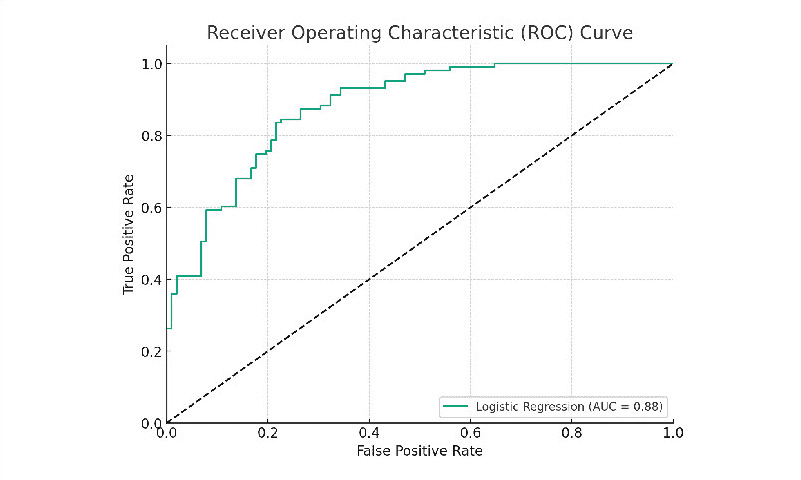 Receiver Operating Characteristic (ROC) Curve
True Positive Rate
1.0
0.8
0.6
0.4
0.2
0.0
0.0 0.2 0.4 0.6 0.8 1.0
False Positive Rate
Logistic Regression (AUC = 0.88)